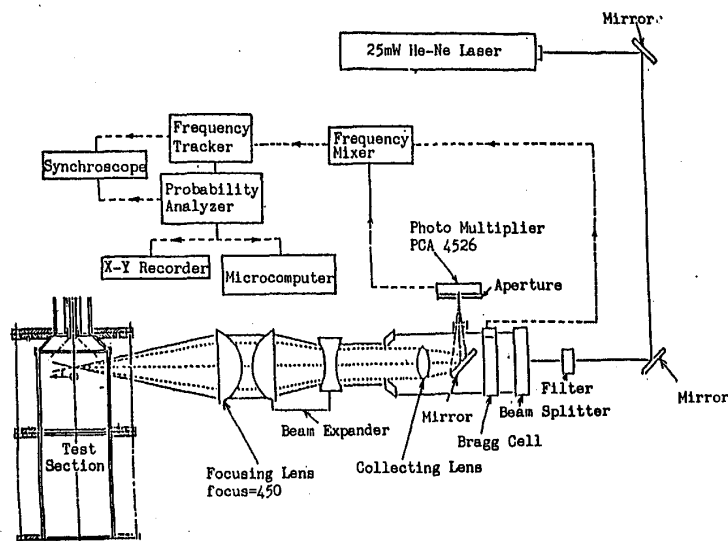 Mirror
25mW He-Ne Laser
Frequency
Tracker
Frequency
Mixer
Synchroscope
Probability
Analyzer
Photo Multiplier
PCA 4526
X-Y Recorder
Microcomputer
Aperture
Filter
Mirror
Mirror
Beam Splitter
Beam Expander
Bragg Cell
Test
Section
Focusing Lens
focus=450
Collecting Lens